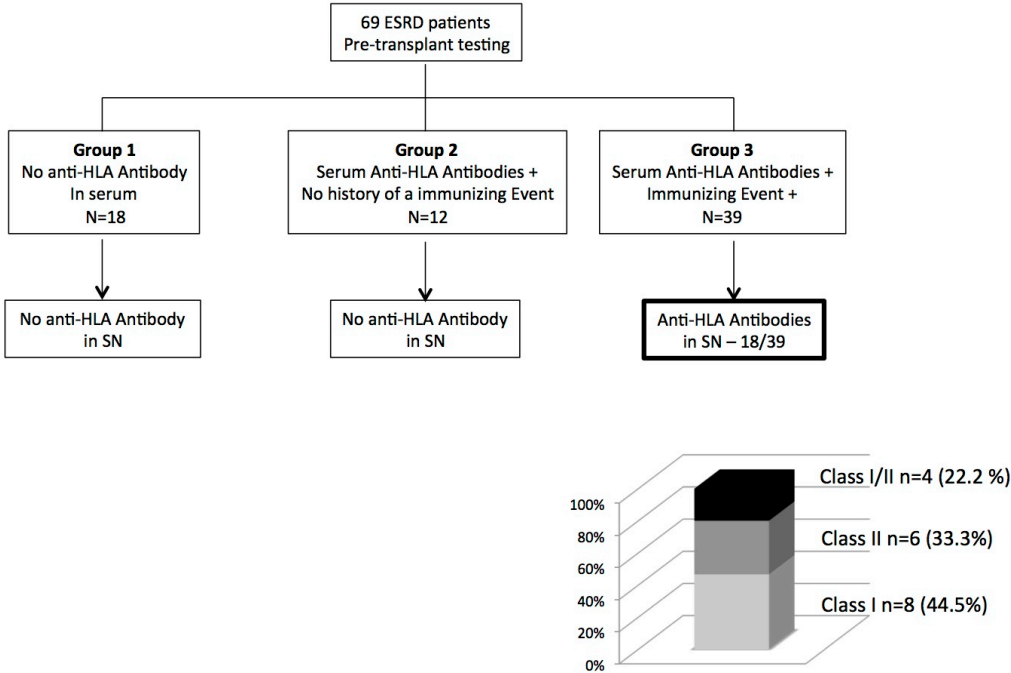 69 ESRD patients
Pre-transplant testing
Group 1
No anti-HLA Antibody
In serum
N=18
Group 2
Serum Anti-HLA Antibodies +
No history of a immunizing Event
N=12
Group 3
Serum Anti-HLA Antibodies +
Immunizing Event +
N=39
No anti-HLA Antibody
in SN
No anti-HLA Antibody
in SN
Anti-HLA Antibodies
in SN – 18/39
100%
80%
60%
40%
20%
0%
Class I/II n=4 (22.2 %)
Class II n=6 (33.3%)
Class I n=8 (44.5%)